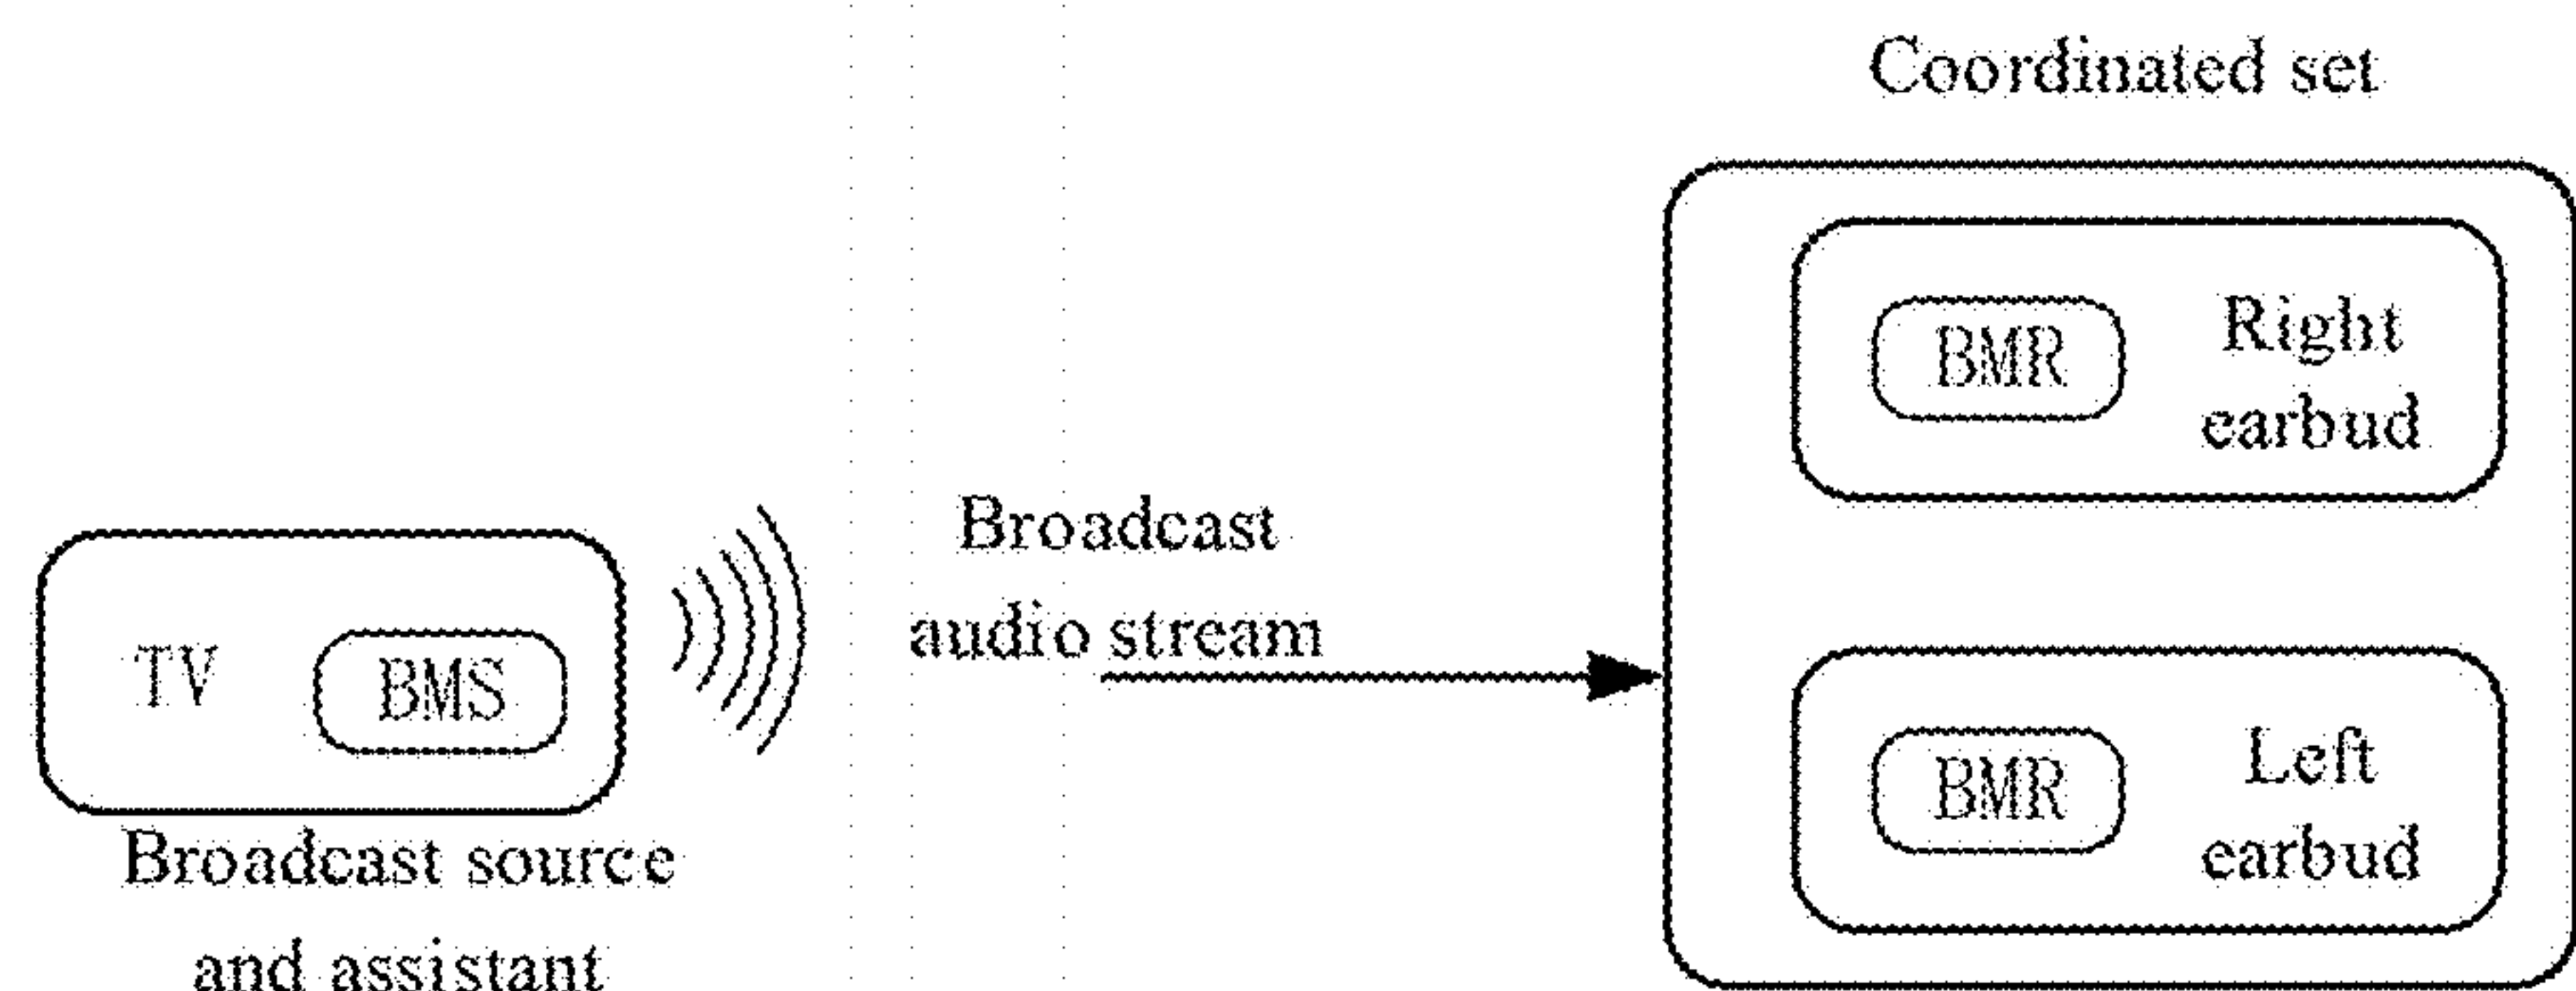 Coordinated set
BMR
Right
earbud
Broadcast
audio stream
TV
BMS
BMR
Left
earbud
Broadcast source
and assistant